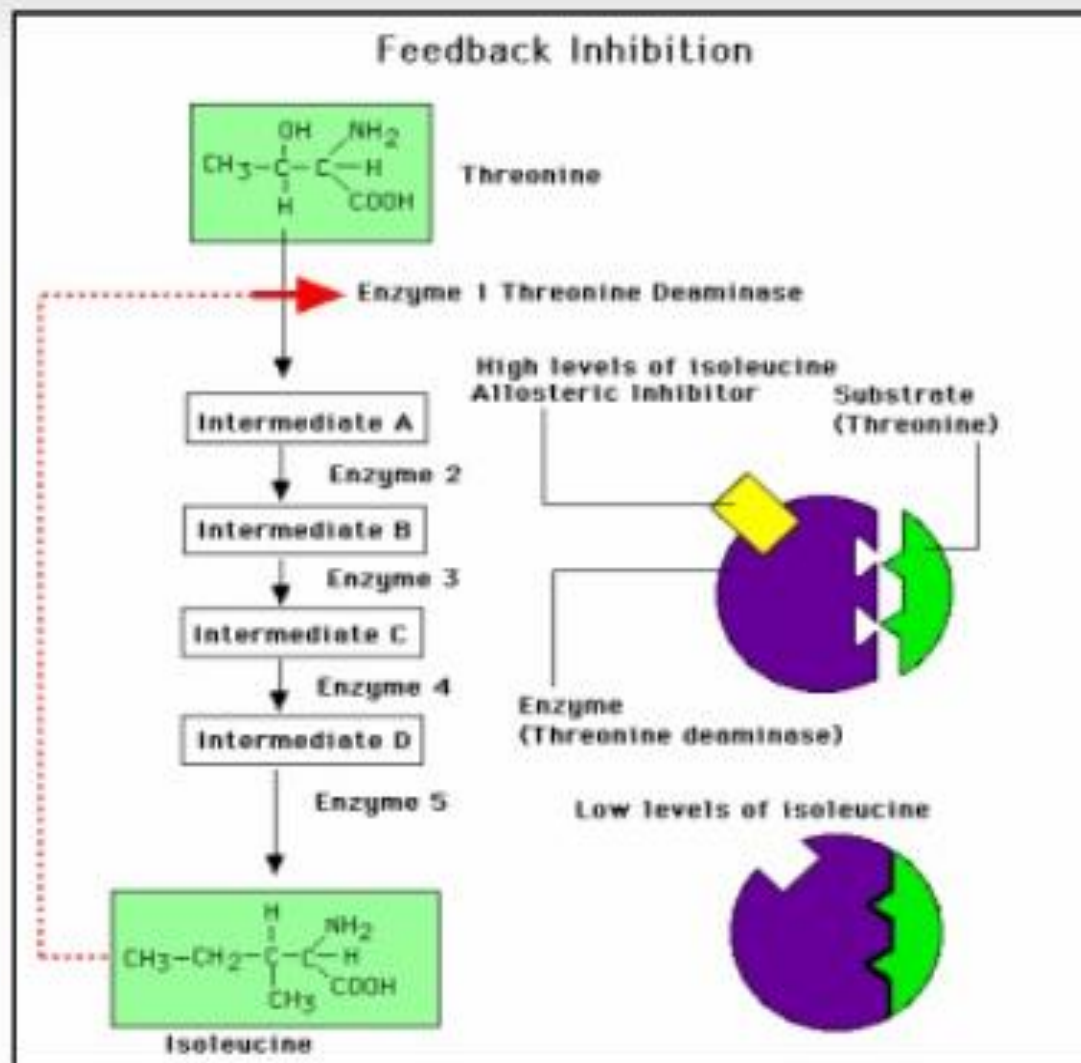 Feedback Inhibition
OH NH2
CH3-C-C-H
H COOH
Threonine
Enzyme 1 Threonine Deaminase
High levels of isoleucine
Allosteric Inhibitor
Substrate
(Threonine)
Intermediate A
Enzyme 2
Intermediate B
Enzyme 3
Intermediate C
Enzyme 4
Intermediate D
Enzyme 5
Enzyme
(Threonine deaminase)
Low levels of isoleucine
H NH2
CH3-CH2-C-C-H
CH3 COOH
Isoleucine